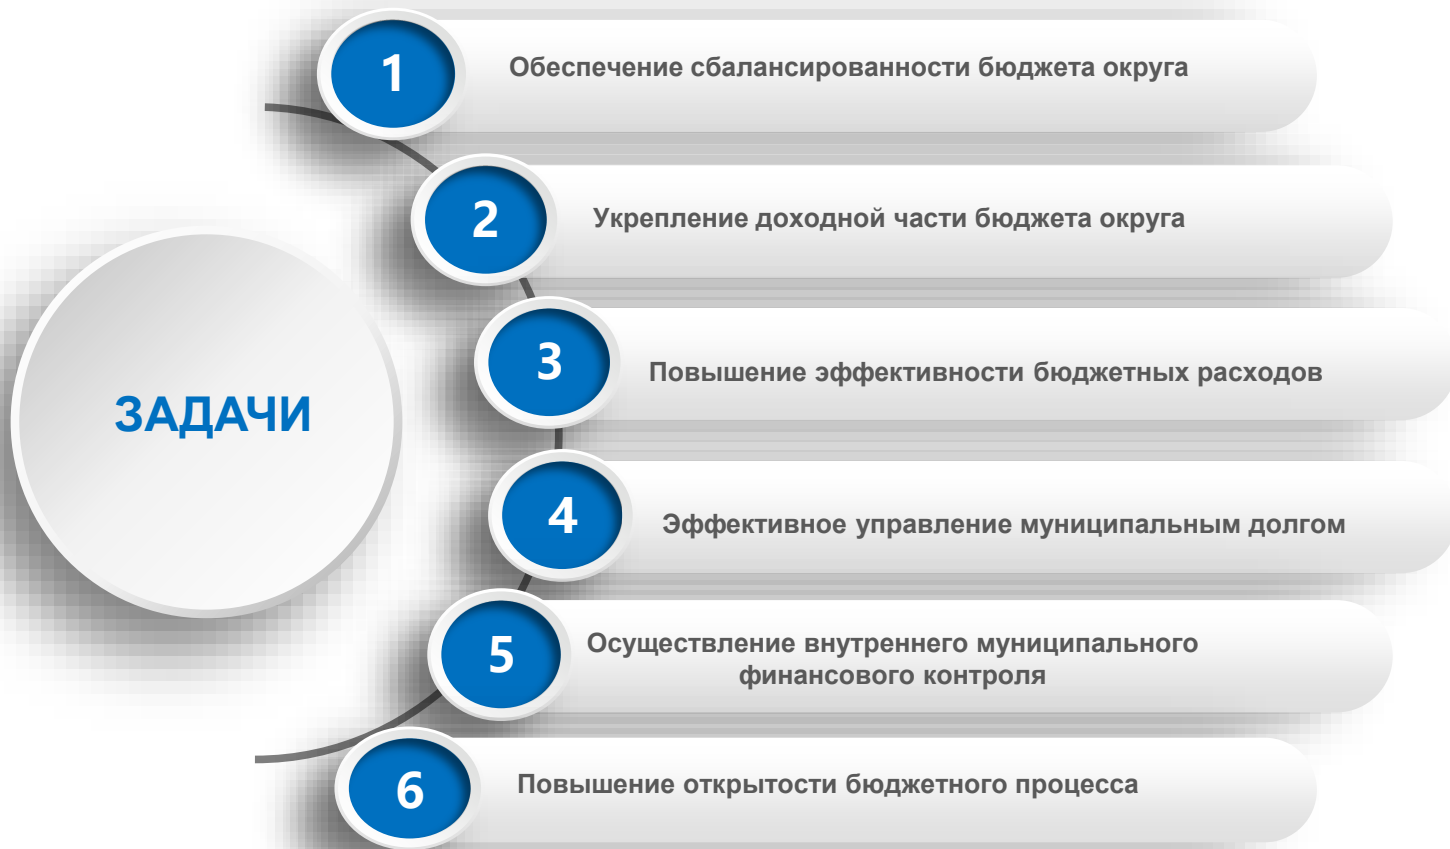 ЗАДАЧИ
1
Обеспечение сбалансированности бюджета округа
2
Укрепление доходной части бюджета округа
3
Повышение эффективности бюджетных расходов
4
Эффективное управление муниципальным долгом
5
Осуществление внутреннего муниципального
финансового контроля
6
Повышение открытости бюджетного процесса